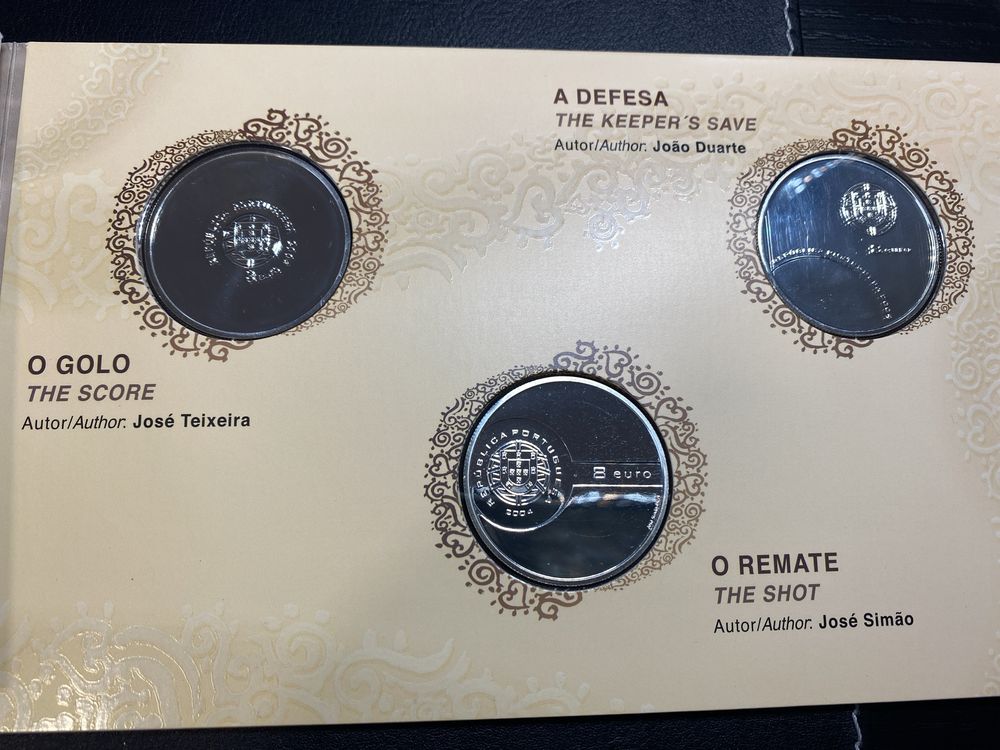 A DEFESA
THE KEEPER´S SAVE
Autor/Author: João Duarte
O GOLO
THE SCORE
Autor/Author: José Teixeira
REPÚBLICA PORTUGUESA
2004
8 euro
O REMATE
THE SHOT
Autor/Author: José Simão